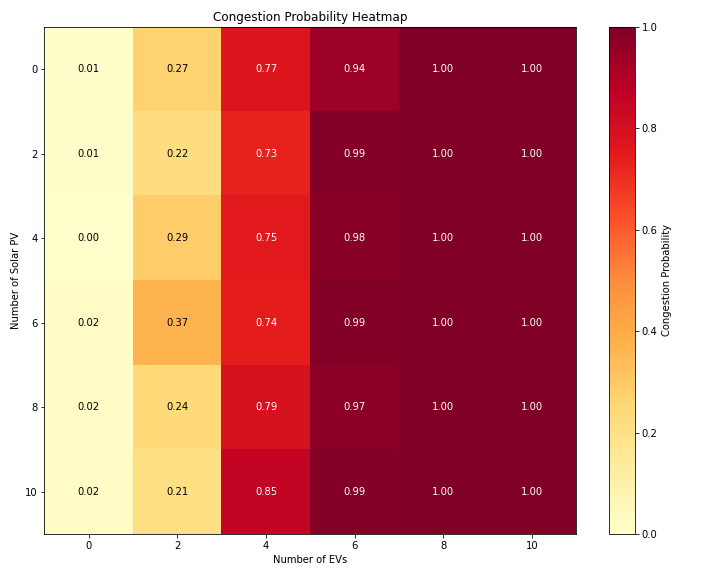 Congestion Probability Heatmap
0 0.01 0.27 0.77 0.94 1.00 1.00
2 0.01 0.22 0.73 0.99 1.00 1.00
4 0.00 0.29 0.75 0.98 1.00 1.00
6 0.02 0.37 0.74 0.99 1.00 1.00
8 0.02 0.24 0.79 0.97 1.00 1.00
10 0.02 0.21 0.85 0.99 1.00 1.00
0 2 4 6 8 10
Number of EVs
Number of Solar PV
1.0
0.8
0.6
0.4
0.2
0.0
Congestion Probability